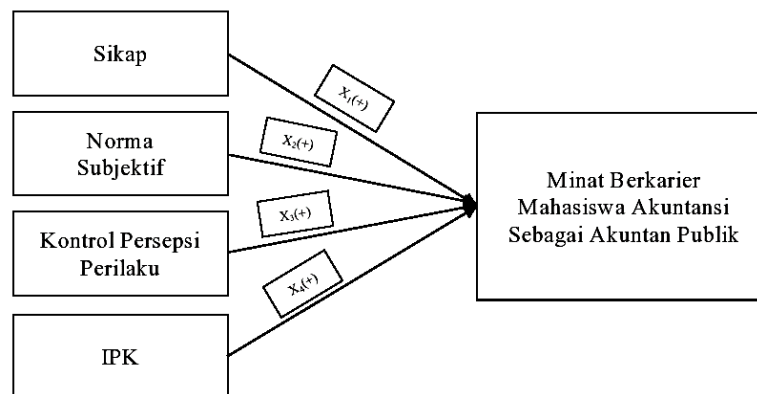 Sikap
X₁(+)
Norma
Subjektif
X₂(+)
Kontrol Persepsi
Perilaku
X₃(+)
IPK
X₄(+)
Minat Berkarier
Mahasiswa Akuntansi
Sebagai Akuntan Publik